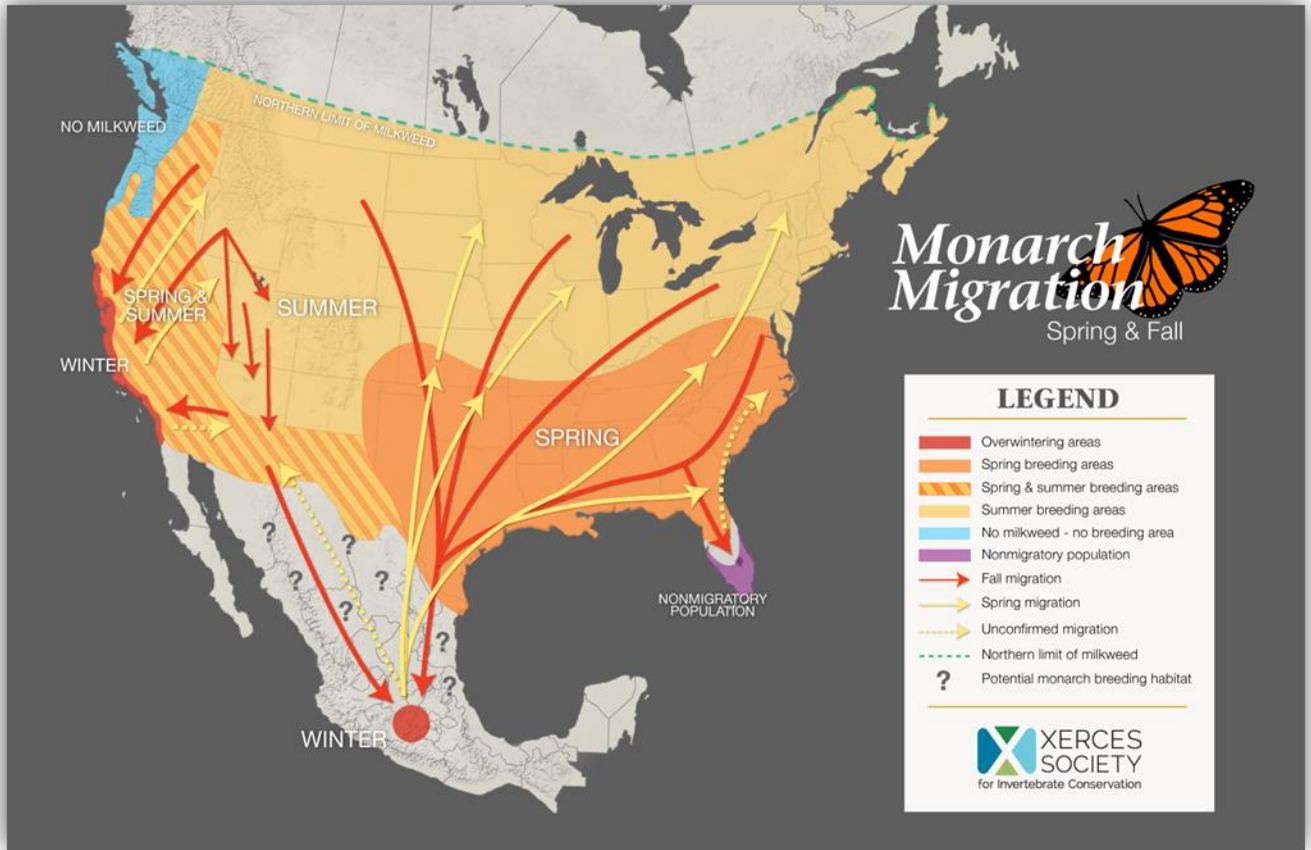 NO MILKWEED
NORTHERN LIMIT OF MILKWEED
SPRING &
SUMMER
SUMMER
WINTER
SPRING
NONMIGRATORY
POPULATION
WINTER
?
?
?
?
?
?
?
Monarch
Migration
Spring & Fall
LEGEND
Overwintering areas
Spring breeding areas
Spring & summer breeding areas
Summer breeding areas
No milkweed - no breeding area
Nonmigratory population
Fall migration
Spring migration
Unconfirmed migration
Northern limit of milkweed
? Potential monarch breeding habitat
XERCES
SOCIETY
for Invertebrate Conservation